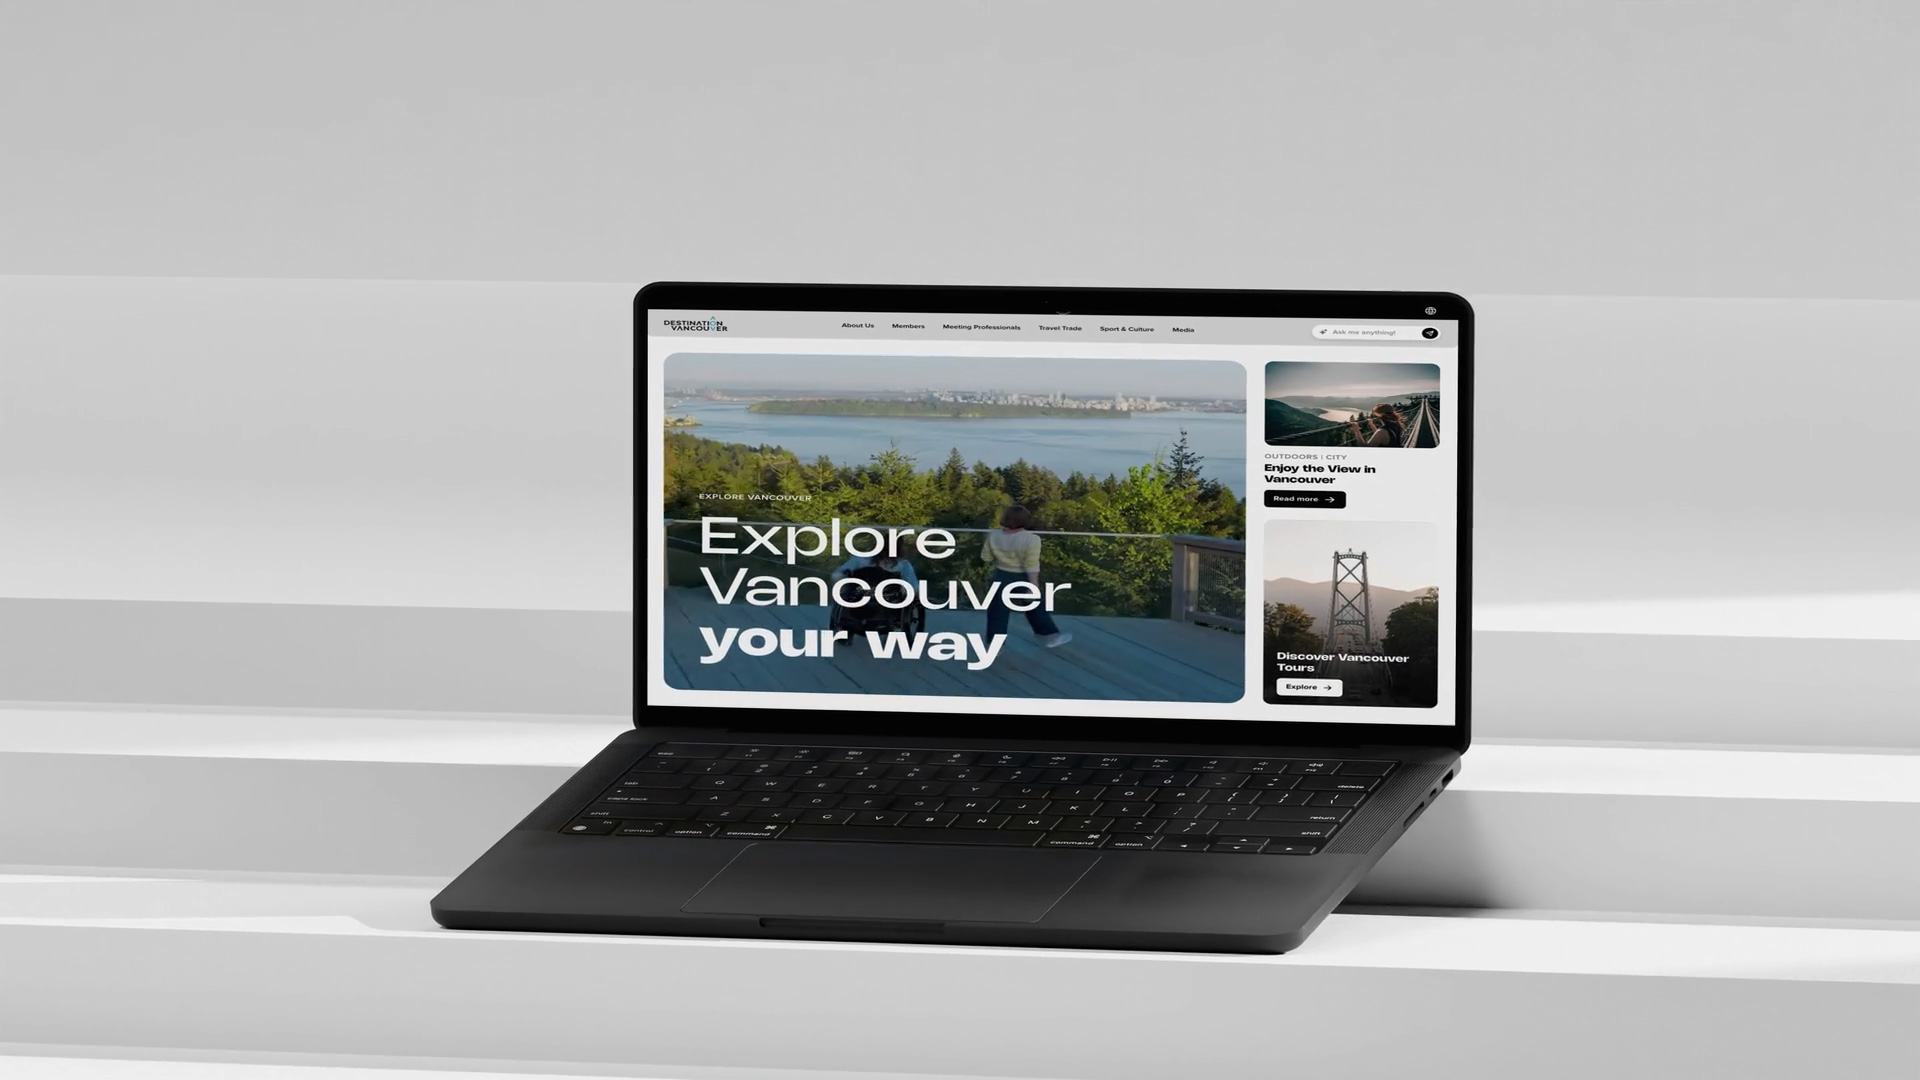 DESTINATION
VANCOUVER
About Us
Members
Meeting Professionals
Travel Trade
Sport & Culture
Media
Ask me anything!
EXPLORE VANCOUVER
Explore
Vancouver
your way
OUTDOORS | CITY
Enjoy the View in
Vancouver
Read more
Discover Vancouver
Tours
Explore
esc
tab
Q W E R T Y U I O P
delete
caps lock
A S D F G H J K L
return
shift
Z X C V B N M
shift
fn
control
option
command
command
option